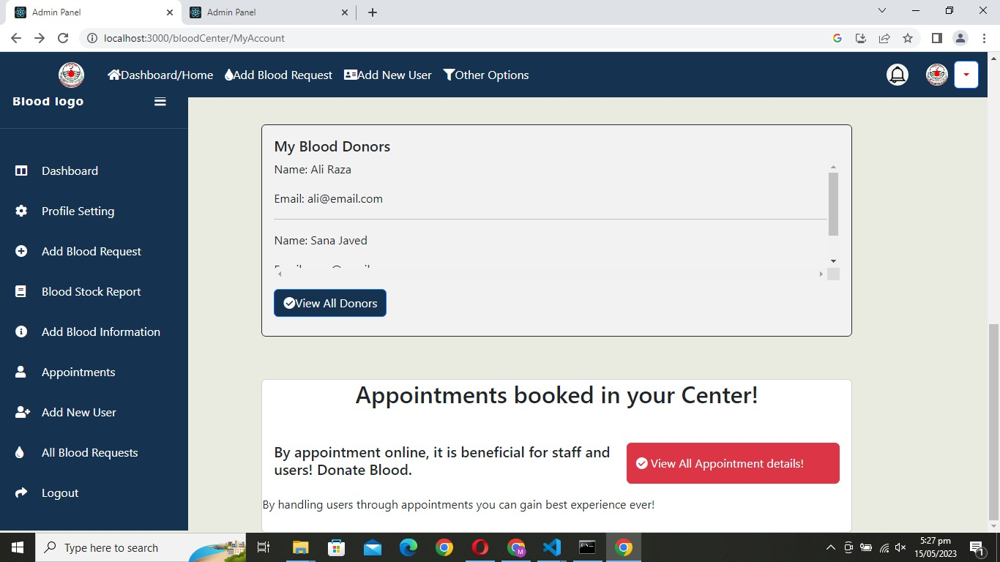 Admin Panel
Admin Panel
localhost:3000/bloodCenter/MyAccount
Dashboard/Home
Add Blood Request
Add New User
Other Options
Blood logo
Dashboard
Profile Setting
Add Blood Request
Blood Stock Report
Add Blood Information
Appointments
Add New User
All Blood Requests
Logout
My Blood Donors
Name: Ali Raza
Email: ali@email.com
Name: Sana Javed
View All Donors
Appointments booked in your Center!
By appointment online, it is beneficial for staff and
users! Donate Blood.
View All Appointment details!
By handling users through appointments you can gain best experience ever!
Type here to search
M
5:27 pm
15/05/2023
1